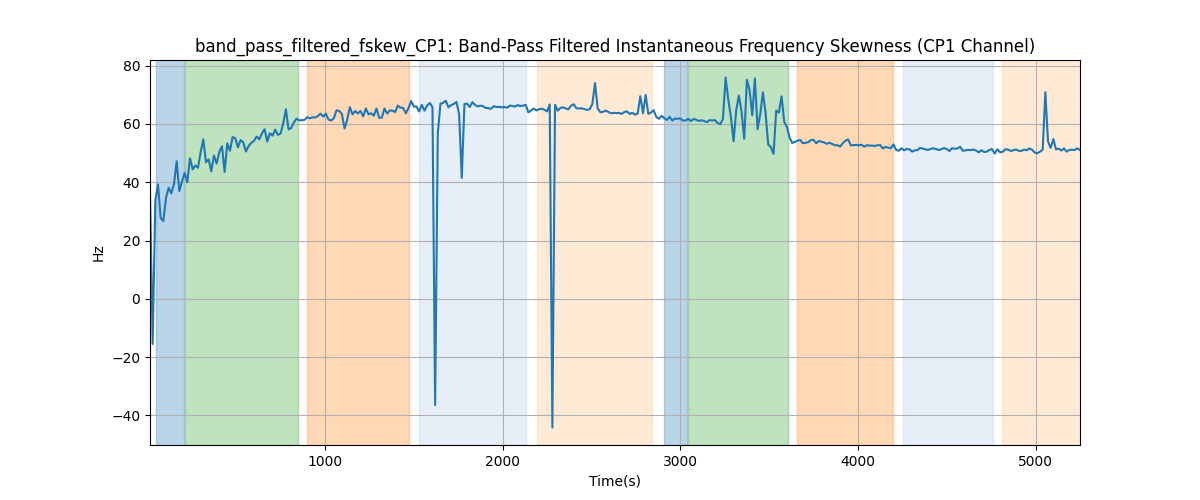 band_pass_filtered_fskew_CP1: Band-Pass Filtered Instantaneous Frequency Skewness (CP1 Channel)
80
60
40
20
0
−20
−40
Hz
1000 2000 3000 4000 5000
Time(s)